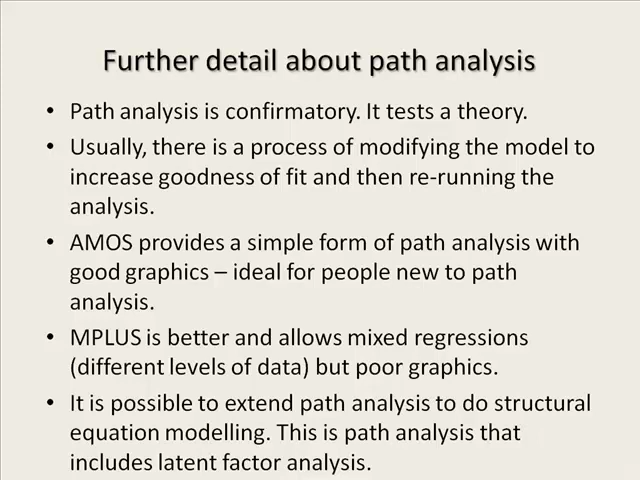 Further detail about path analysis
• Path analysis is confirmatory. It tests a theory.
• Usually, there is a process of modifying the model to
increase goodness of fit and then re-running the
analysis.
• AMOS provides a simple form of path analysis with
good graphics – ideal for people new to path
analysis.
• MPLUS is better and allows mixed regressions
(different levels of data) but poor graphics.
• It is possible to extend path analysis to do structural
equation modelling. This is path analysis that
includes latent factor analysis.